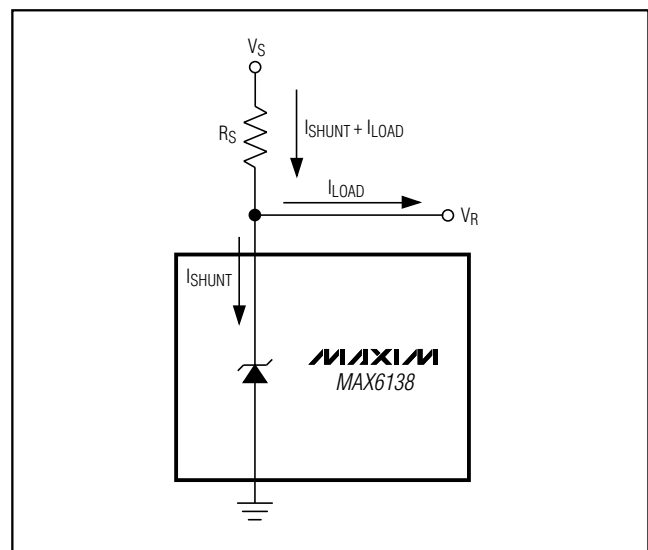 VS
RS
ISHUNT + ILOAD
ILOAD
VR
ISHUNT
MAXIM
MAX6138